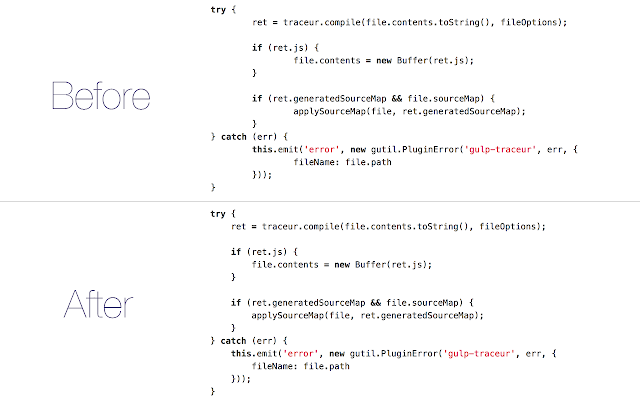 Before
try {
        ret = traceur.compile(file.contents.toString(), fileOptions);

        if (ret.js) {
                file.contents = new Buffer(ret.js);
        }

        if (ret.generatedSourceMap && file.sourceMap) {
                applySourceMap(file, ret.generatedSourceMap);
        }
} catch (err) {
        this.emit('error', new gutil.PluginError('gulp-traceur', err, {
                fileName: file.path
        }));
}
After
try {
    ret = traceur.compile(file.contents.toString(), fileOptions);

    if (ret.js) {
        file.contents = new Buffer(ret.js);
    }

    if (ret.generatedSourceMap && file.sourceMap) {
        applySourceMap(file, ret.generatedSourceMap);
    }
} catch (err) {
    this.emit('error', new gutil.PluginError('gulp-traceur', err, {
        fileName: file.path
    }));
}